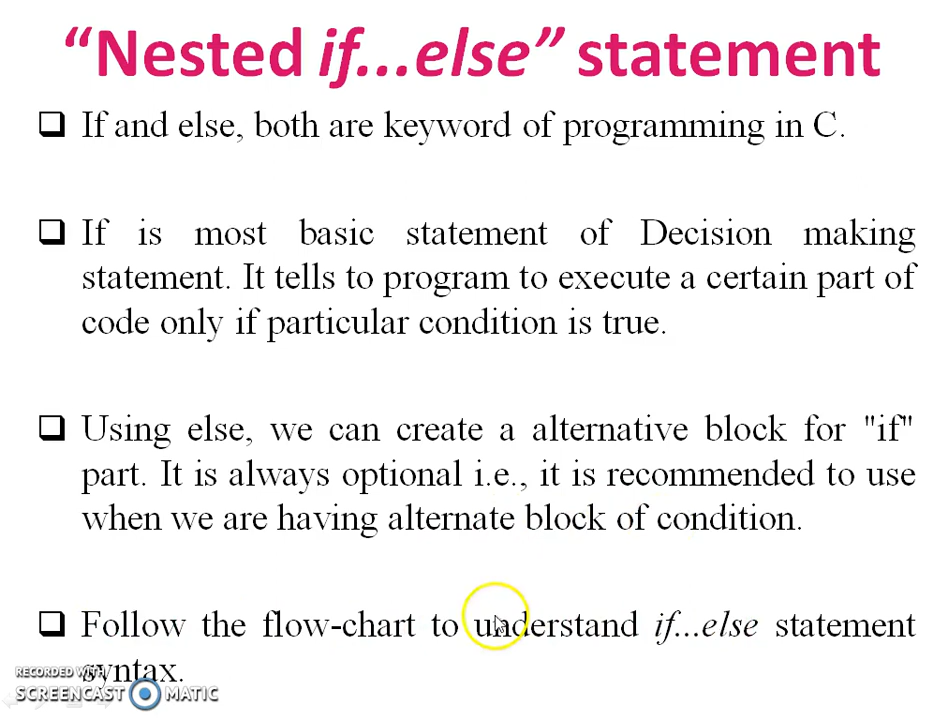 “Nested if...else” statement
If and else, both are keyword of programming in C.
If is most basic statement of Decision making
statement. It tells to program to execute a certain part of
code only if particular condition is true.
Using else, we can create a alternative block for "if"
part. It is always optional i.e., it is recommended to use
when we are having alternate block of condition.
Follow the flow-chart to understand if...else statement
syntax.
RECORDED WITH
SCREENCAST MATIC